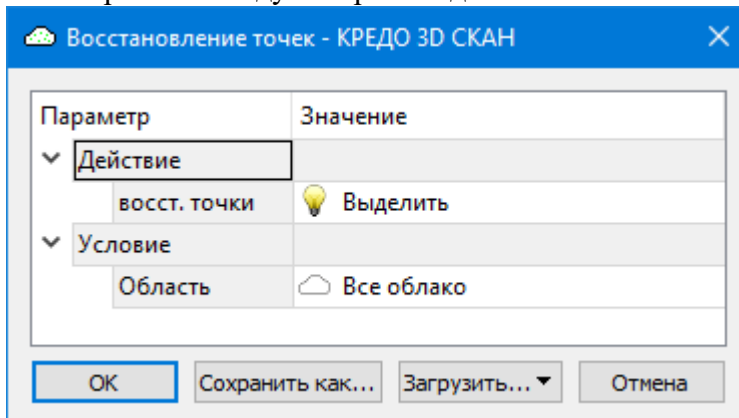 Восстановление точек - КРЕДО 3D СКАН
Параметр Значение
Действие
восст. точки Выделить
Условие
Область Все облако
ОК Сохранить как... Загрузить... Отмена